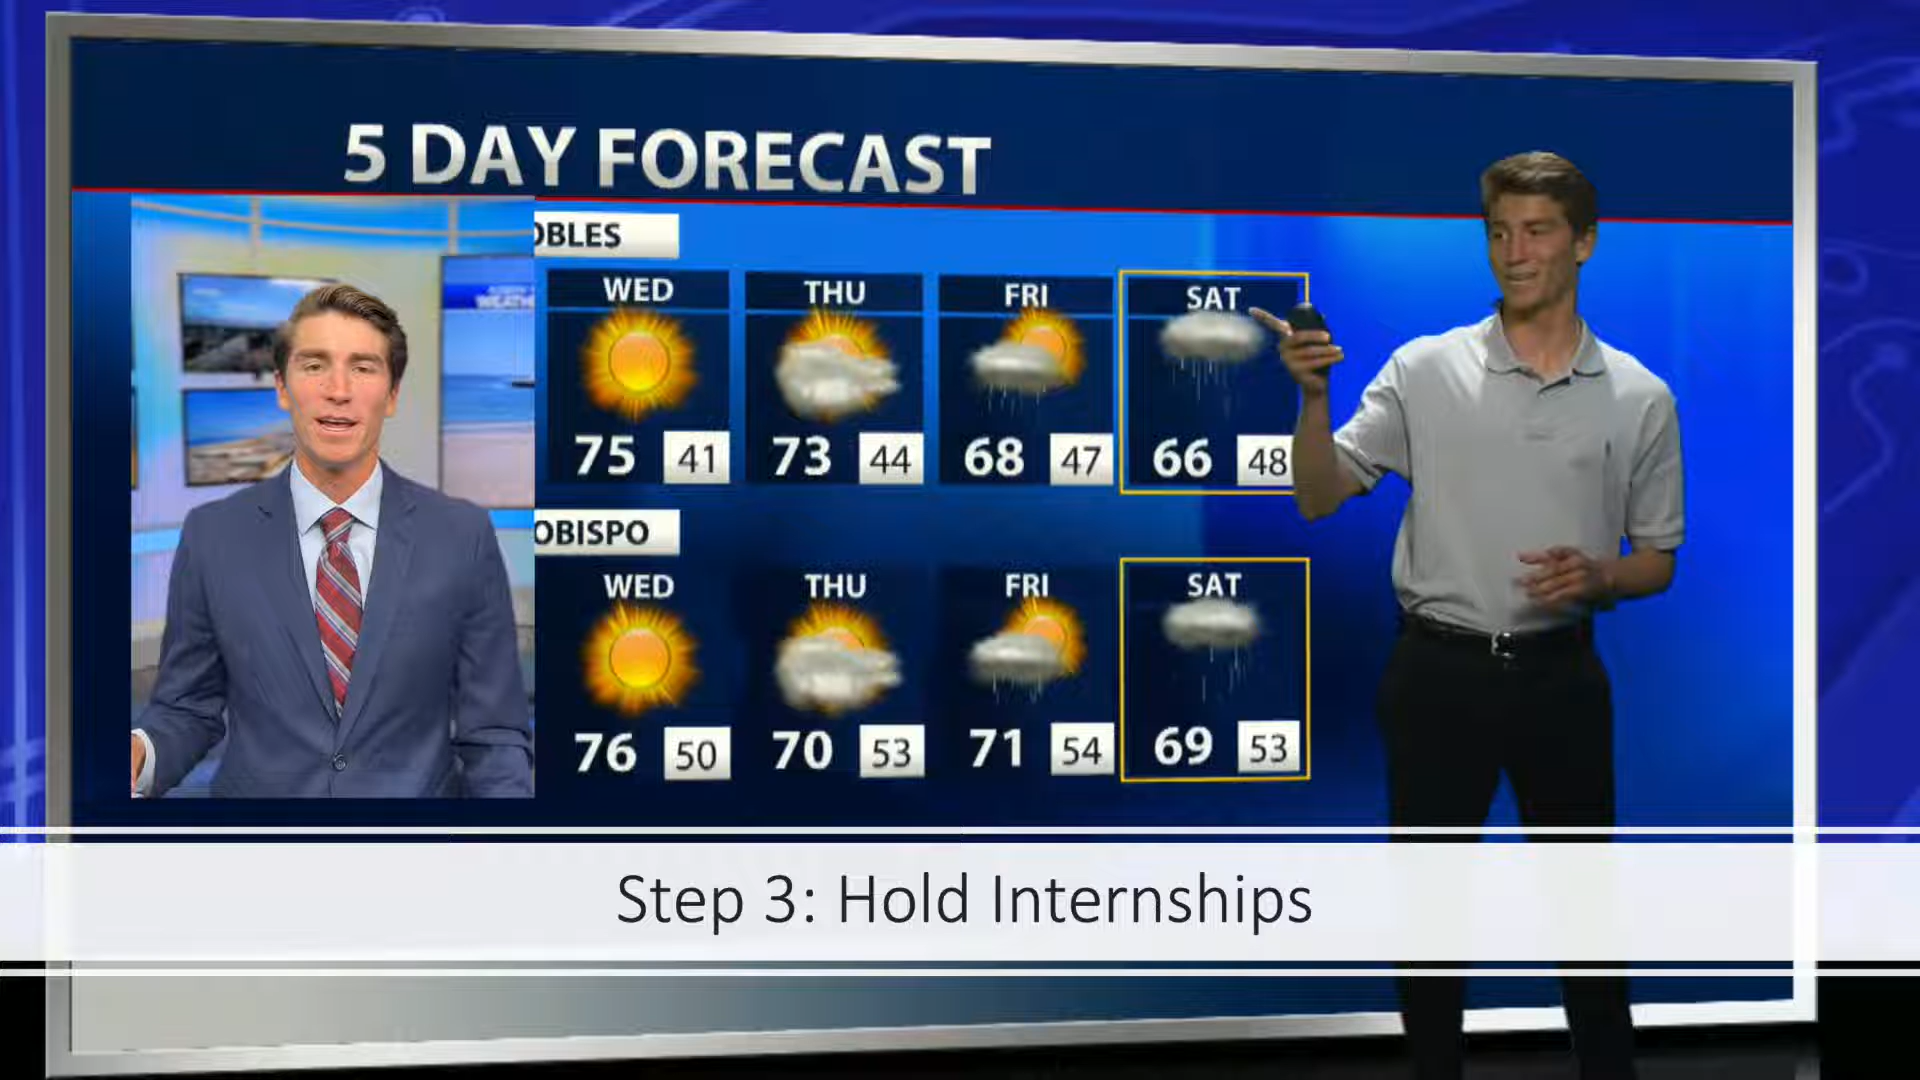 5 DAY FORECAST
OBLES
WED THU FRI SAT
75 41 73 44 68 47 66 48
OBISPO
WED THU FRI SAT
76 50 70 53 71 54 69 53
Step 3: Hold Internships